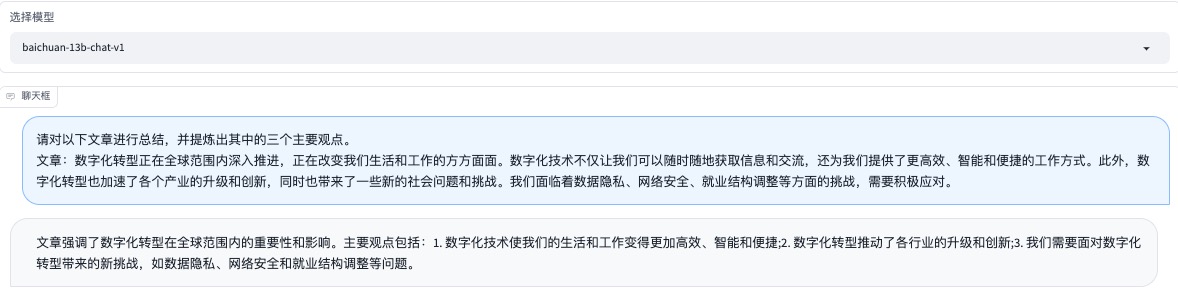 选择模型
baichuan-13b-chat-v1
聊天框
请对以下文章进行总结，并提炼出其中的三个主要观点。
文章：数字化转型正在全球范围内深入推进，正在改变我们生活和工作的方方面面。数字化技术不仅让我们可以随时随地获取信息和交流，还为我们提供了更高效、智能和便捷的工作方式。此外，数
字化转型也加速了各个产业的升级和创新，同时也带来了一些新的社会问题和挑战。我们面临着数据隐私、网络安全、就业结构调整等方面的挑战，需要积极应对。
文章强调了数字化转型在全球范围内的重要性和影响。主要观点包括：1. 数字化技术使我们的生活和工作变得更加高效、智能和便捷;2. 数字化转型推动了各行业的升级和创新;3. 我们需要面对数字化
转型带来的新挑战，如数据隐私、网络安全和就业结构调整等问题。